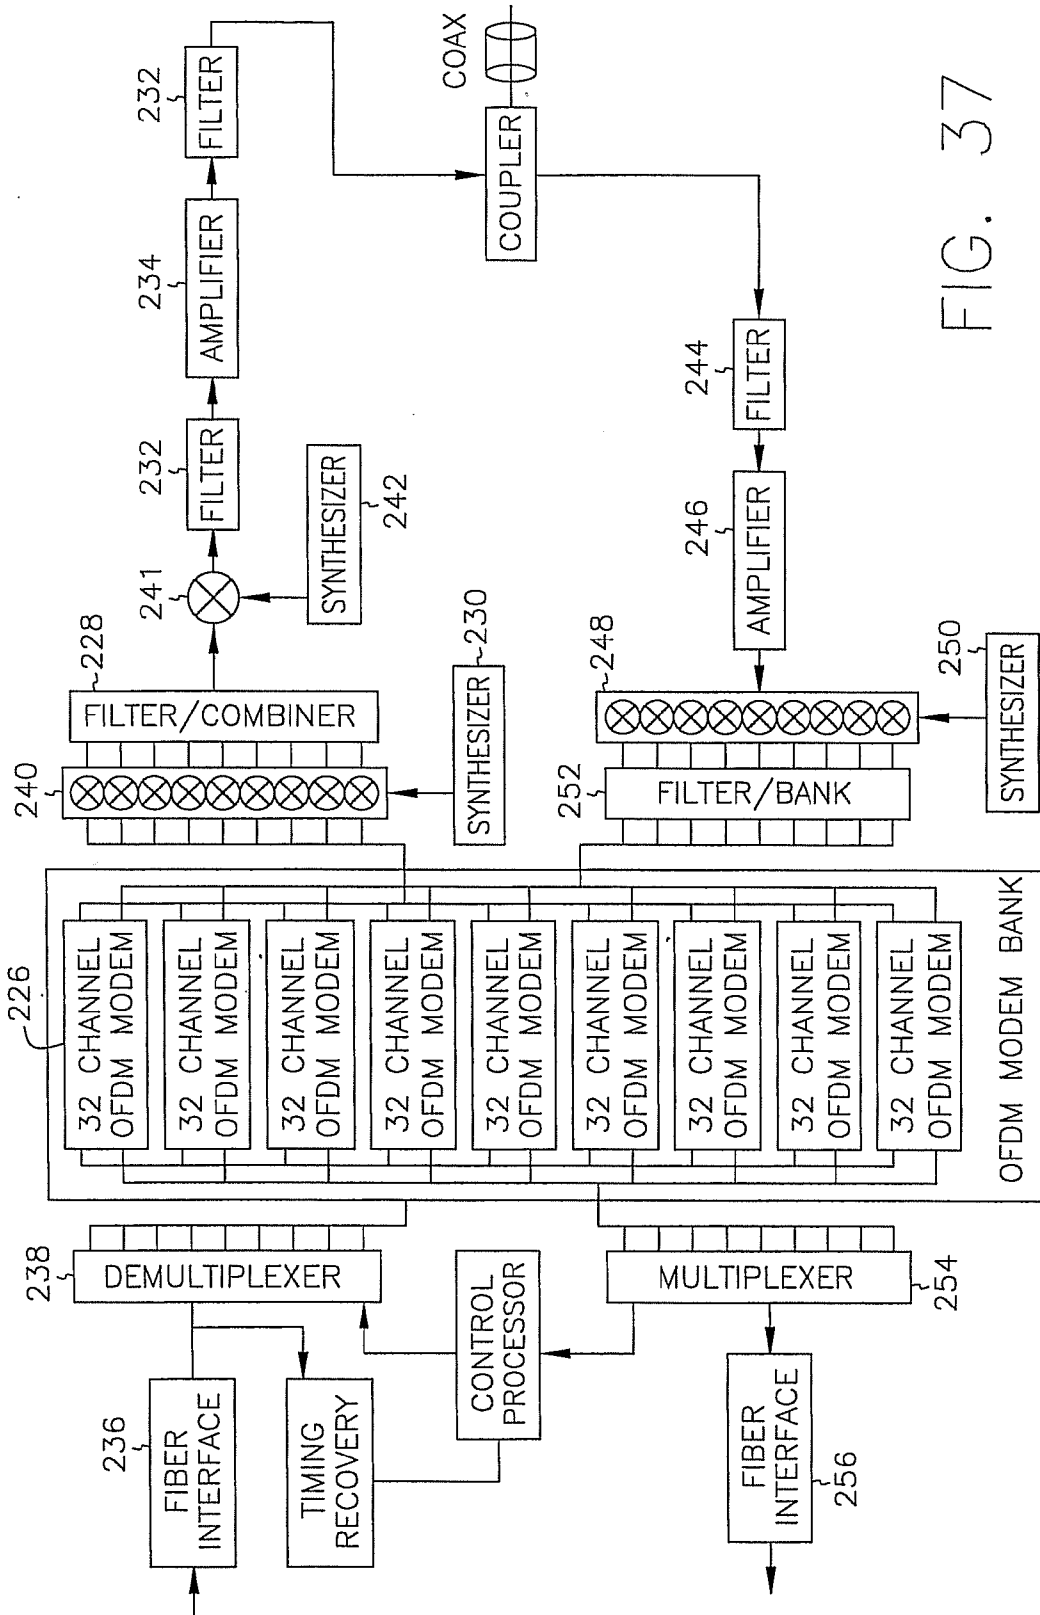 236
FIBER
INTERFACE
TIMING
RECOVERY
238
DEMULTIPLEXER
CONTROL
PROCESSOR
MULTIPLEXER
254
FIBER
INTERFACE
256
226
32 CHANNEL
OFDM MODEM
32 CHANNEL
OFDM MODEM
32 CHANNEL
OFDM MODEM
32 CHANNEL
OFDM MODEM
32 CHANNEL
OFDM MODEM
32 CHANNEL
OFDM MODEM
32 CHANNEL
OFDM MODEM
32 CHANNEL
OFDM MODEM
32 CHANNEL
OFDM MODEM
OFDM MODEM BANK
240
228
FILTER/COMBINER
SYNTHESIZER
230
241
SYNTHESIZER
242
232
FILTER
234
AMPLIFIER
232
FILTER
COUPLER
COAX
244
FILTER
246
AMPLIFIER
248
252
FILTER/BANK
SYNTHESIZER
250
FIG. 37